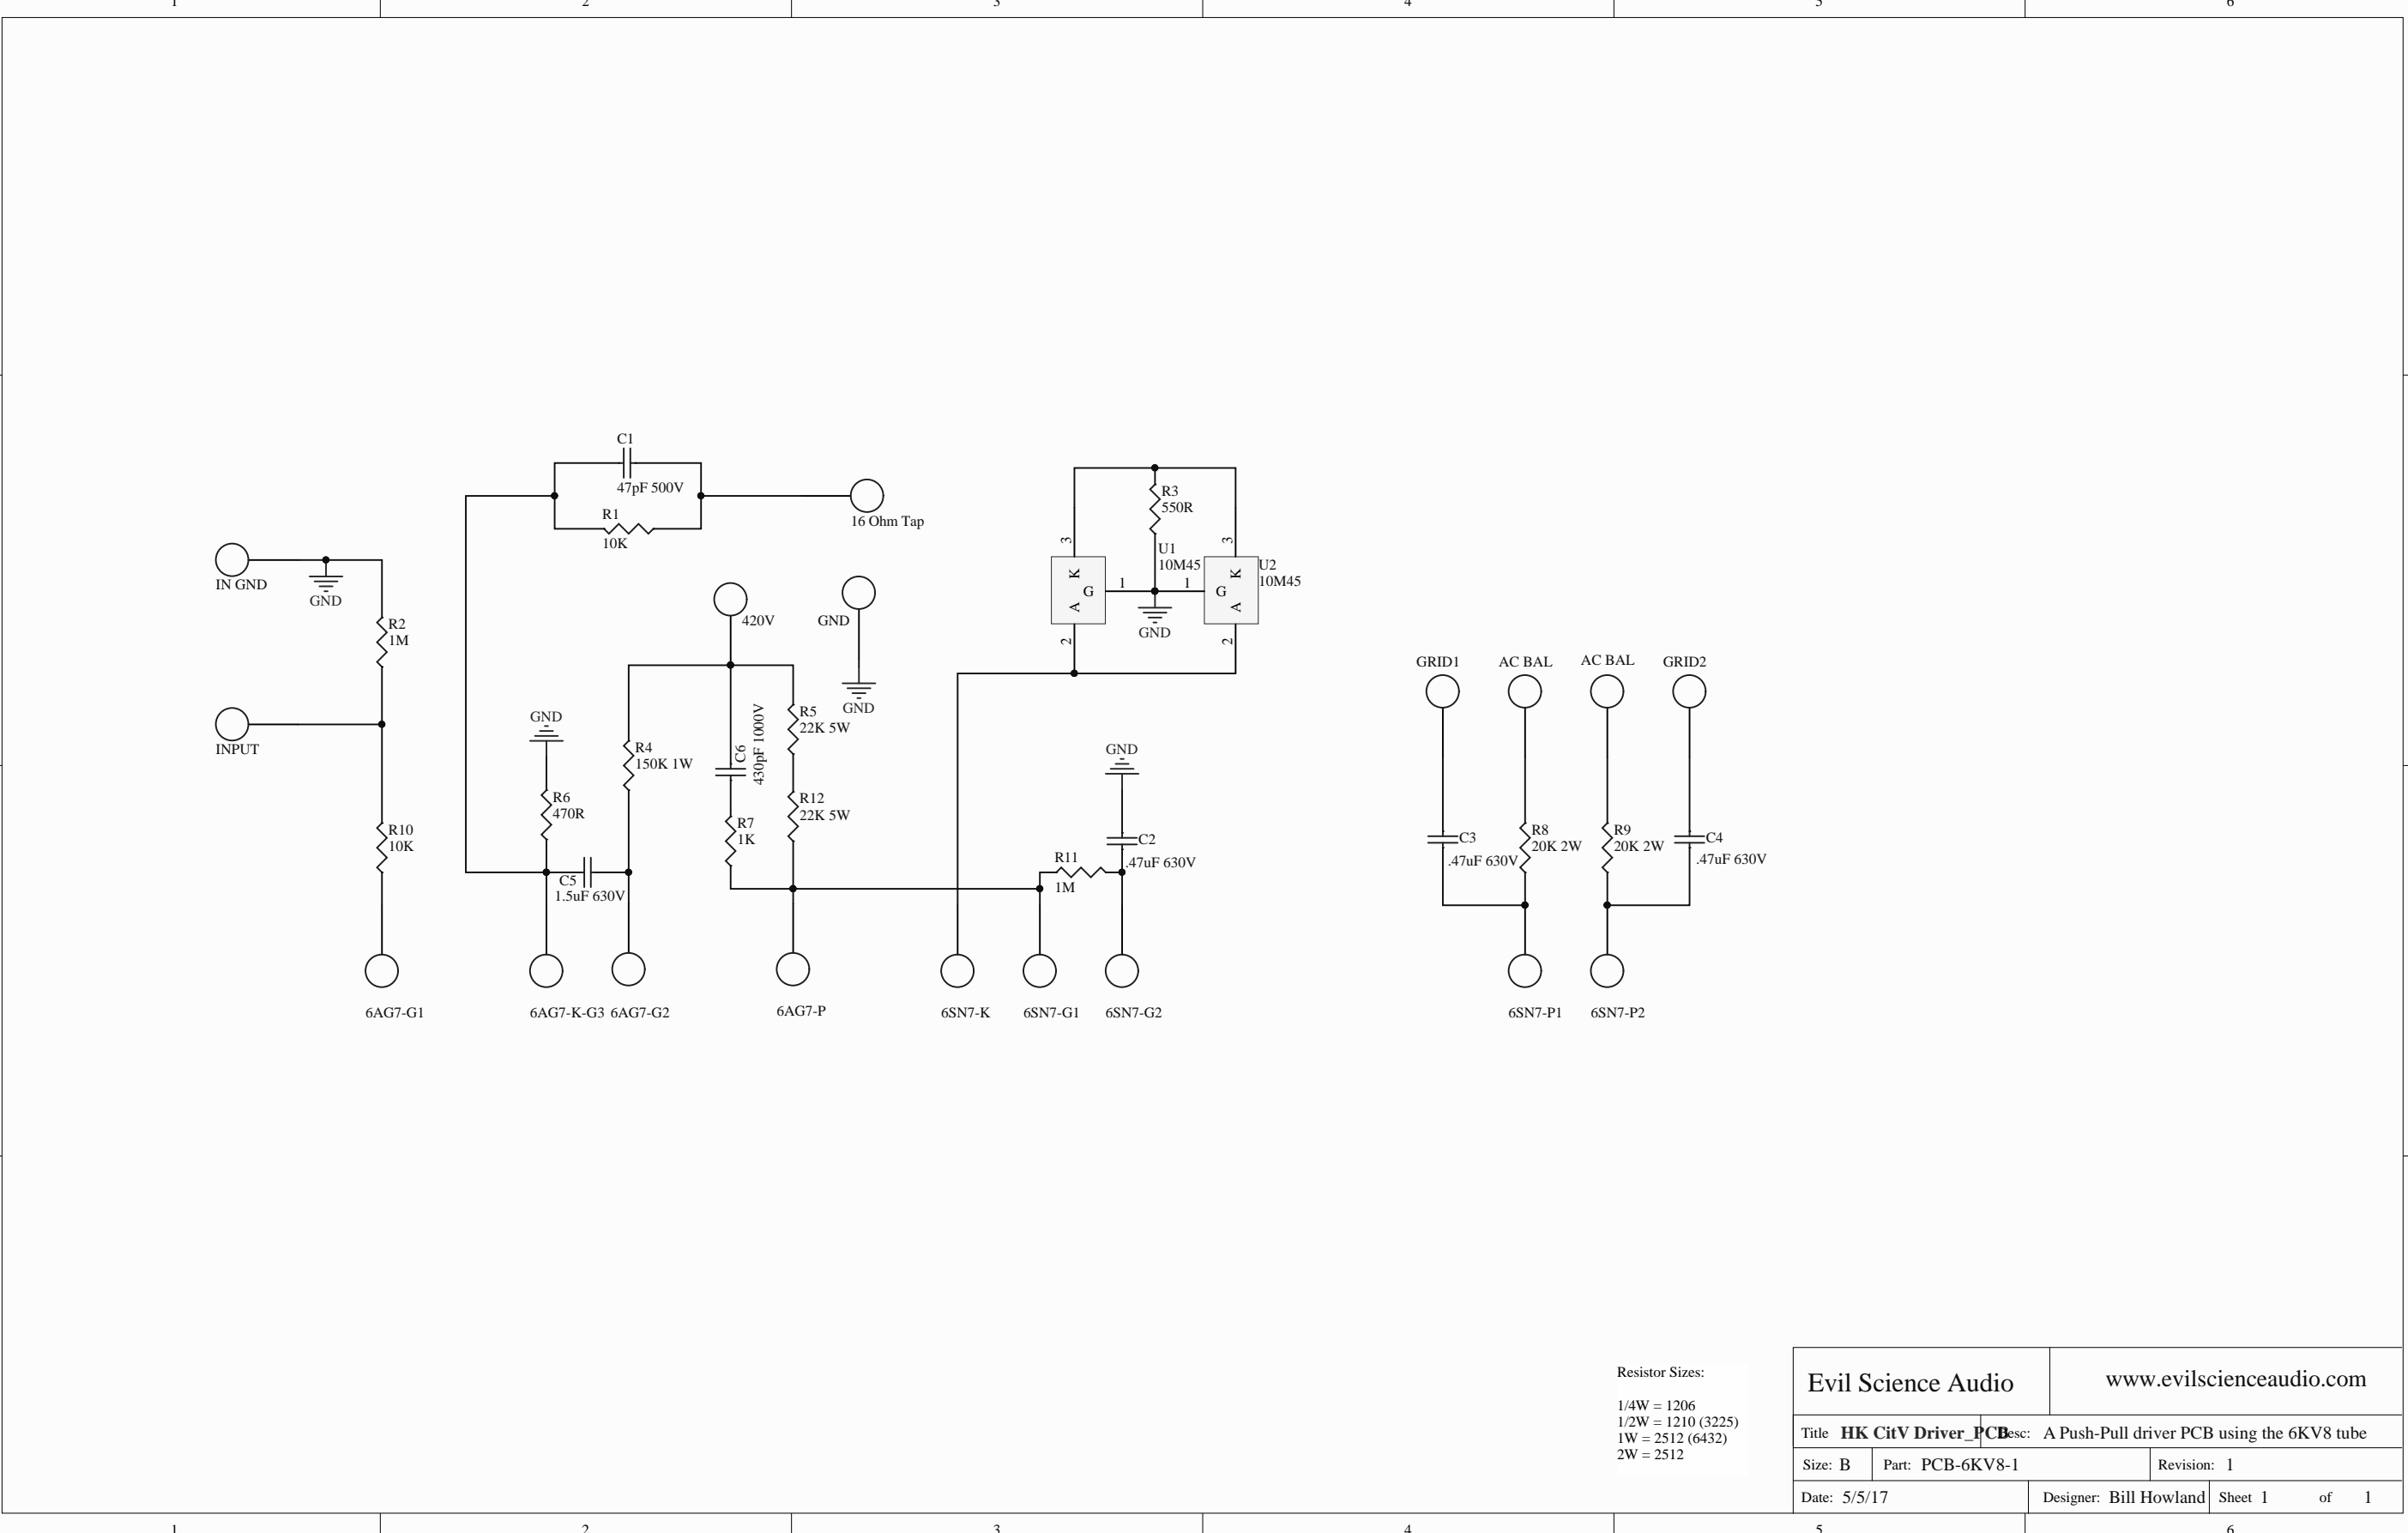 1 2 3 4 5 6
C1
47pF 500V
R1
10K
16 Ohm Tap
IN GND
GND
R2
1M
INPUT
R10
10K
6AG7-G1
GND
R6
470R
C5
1.5uF 630V
6AG7-K-G3
R4
150K 1W
6AG7-G2
420V
C6
430pF 1000V
R7
1K
R5
22K 5W
R12
22K 5W
6AG7-P
GND
GND
R3
550R
U1
10M45
U2
10M45
3
K
G
A
1
2
3
K
G
A
1
2
GND
GND
C2
.47uF 630V
R11
1M
6SN7-K
6SN7-G1
6SN7-G2
GRID1
AC BAL
AC BAL
GRID2
C3
.47uF 630V
R8
20K 2W
R9
20K 2W
C4
.47uF 630V
6SN7-P1
6SN7-P2
Resistor Sizes:
1/4W = 1206
1/2W = 1210 (3225)
1W = 2512 (6432)
2W = 2512
Evil Science Audio
www.evilscienceaudio.com
Title HK CitV Driver_PCB
Desc: A Push-Pull driver PCB using the 6KV8 tube
Size: B
Part: PCB-6KV8-1
Revision: 1
Date: 5/5/17
Designer: Bill Howland
Sheet 1 of 1
1 2 3 4 5 6